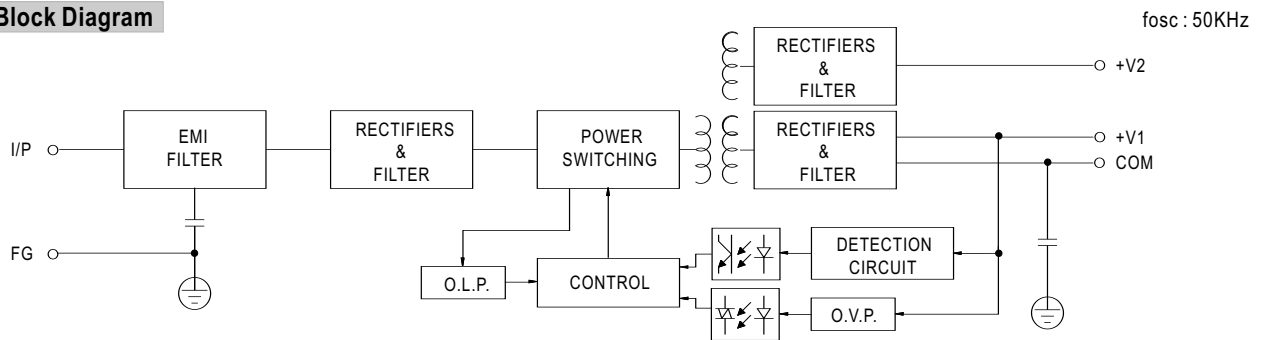 Block Diagram
fosc : 50KHz
RECTIFIERS
&
FILTER
+V2
I/P
EMI
FILTER
RECTIFIERS
&
FILTER
POWER
SWITCHING
RECTIFIERS
&
FILTER
+V1
COM
FG
O.L.P.
CONTROL
DETECTION
CIRCUIT
O.V.P.